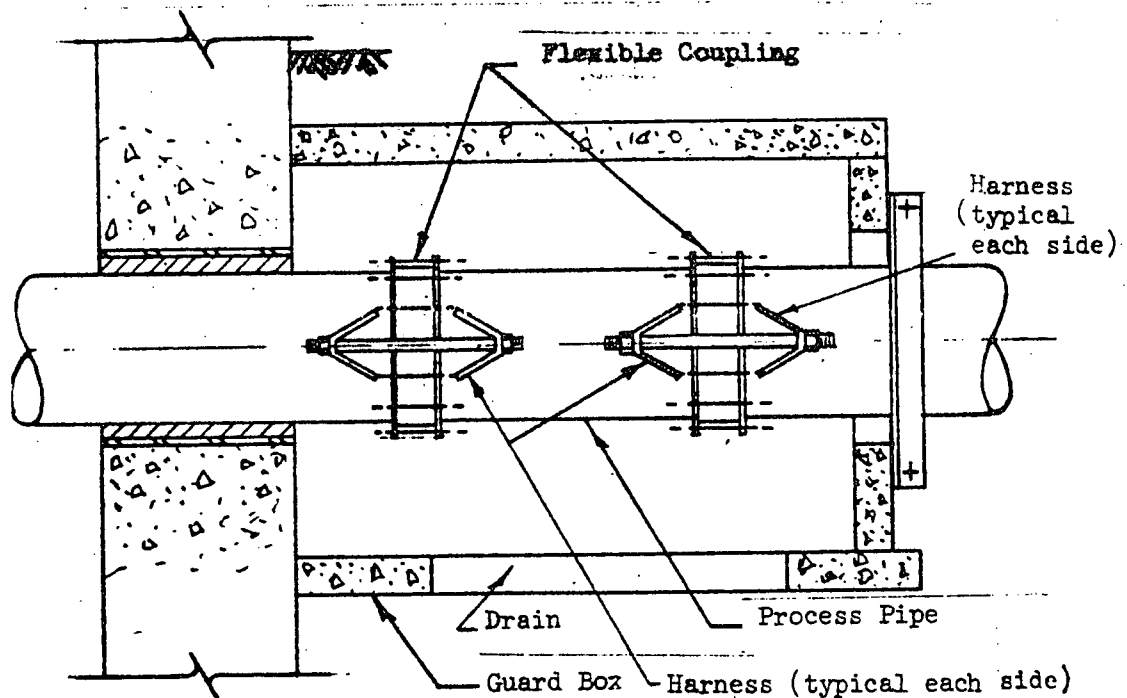 Flexible Coupling
Harness
(typical
each side)
Drain
Process Pipe
Guard Box
Harness (typical each side)